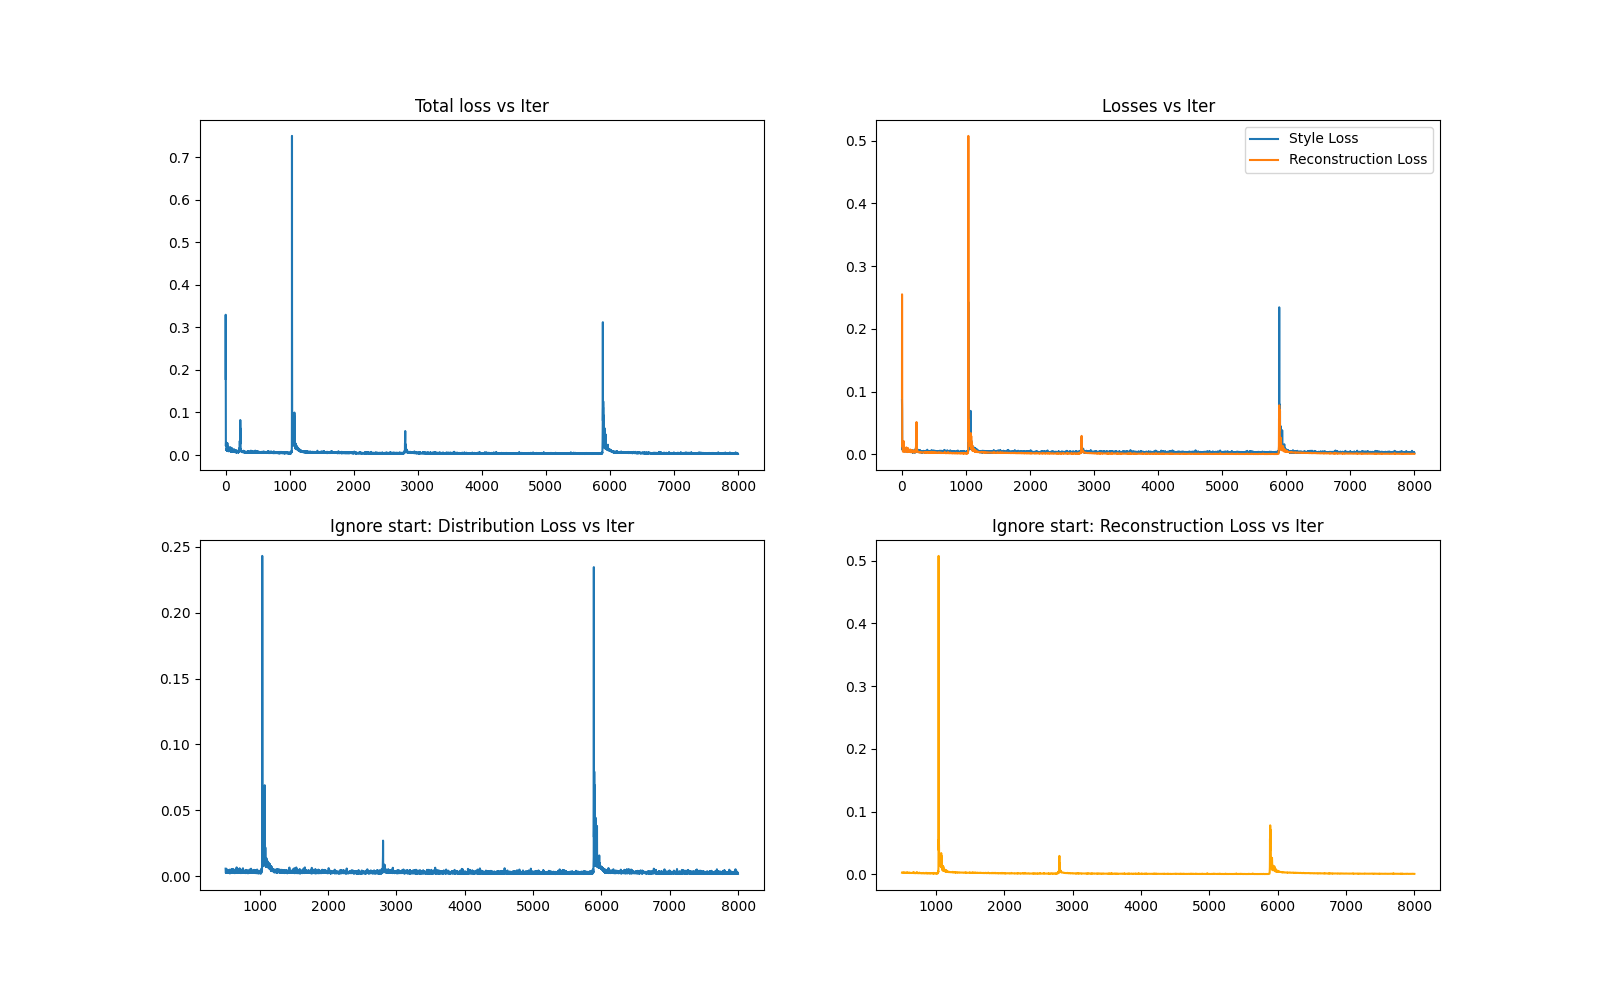 Total loss vs Iter
0.7
0.6
0.5
0.4
0.3
0.2
0.1
0.0
0 1000 2000 3000 4000 5000 6000 7000 8000
Losses vs Iter
Style Loss
Reconstruction Loss
0.5
0.4
0.3
0.2
0.1
0.0
0 1000 2000 3000 4000 5000 6000 7000 8000
Ignore start: Distribution Loss vs Iter
0.25
0.20
0.15
0.10
0.05
0.00
1000 2000 3000 4000 5000 6000 7000 8000
Ignore start: Reconstruction Loss vs Iter
0.5
0.4
0.3
0.2
0.1
0.0
1000 2000 3000 4000 5000 6000 7000 8000